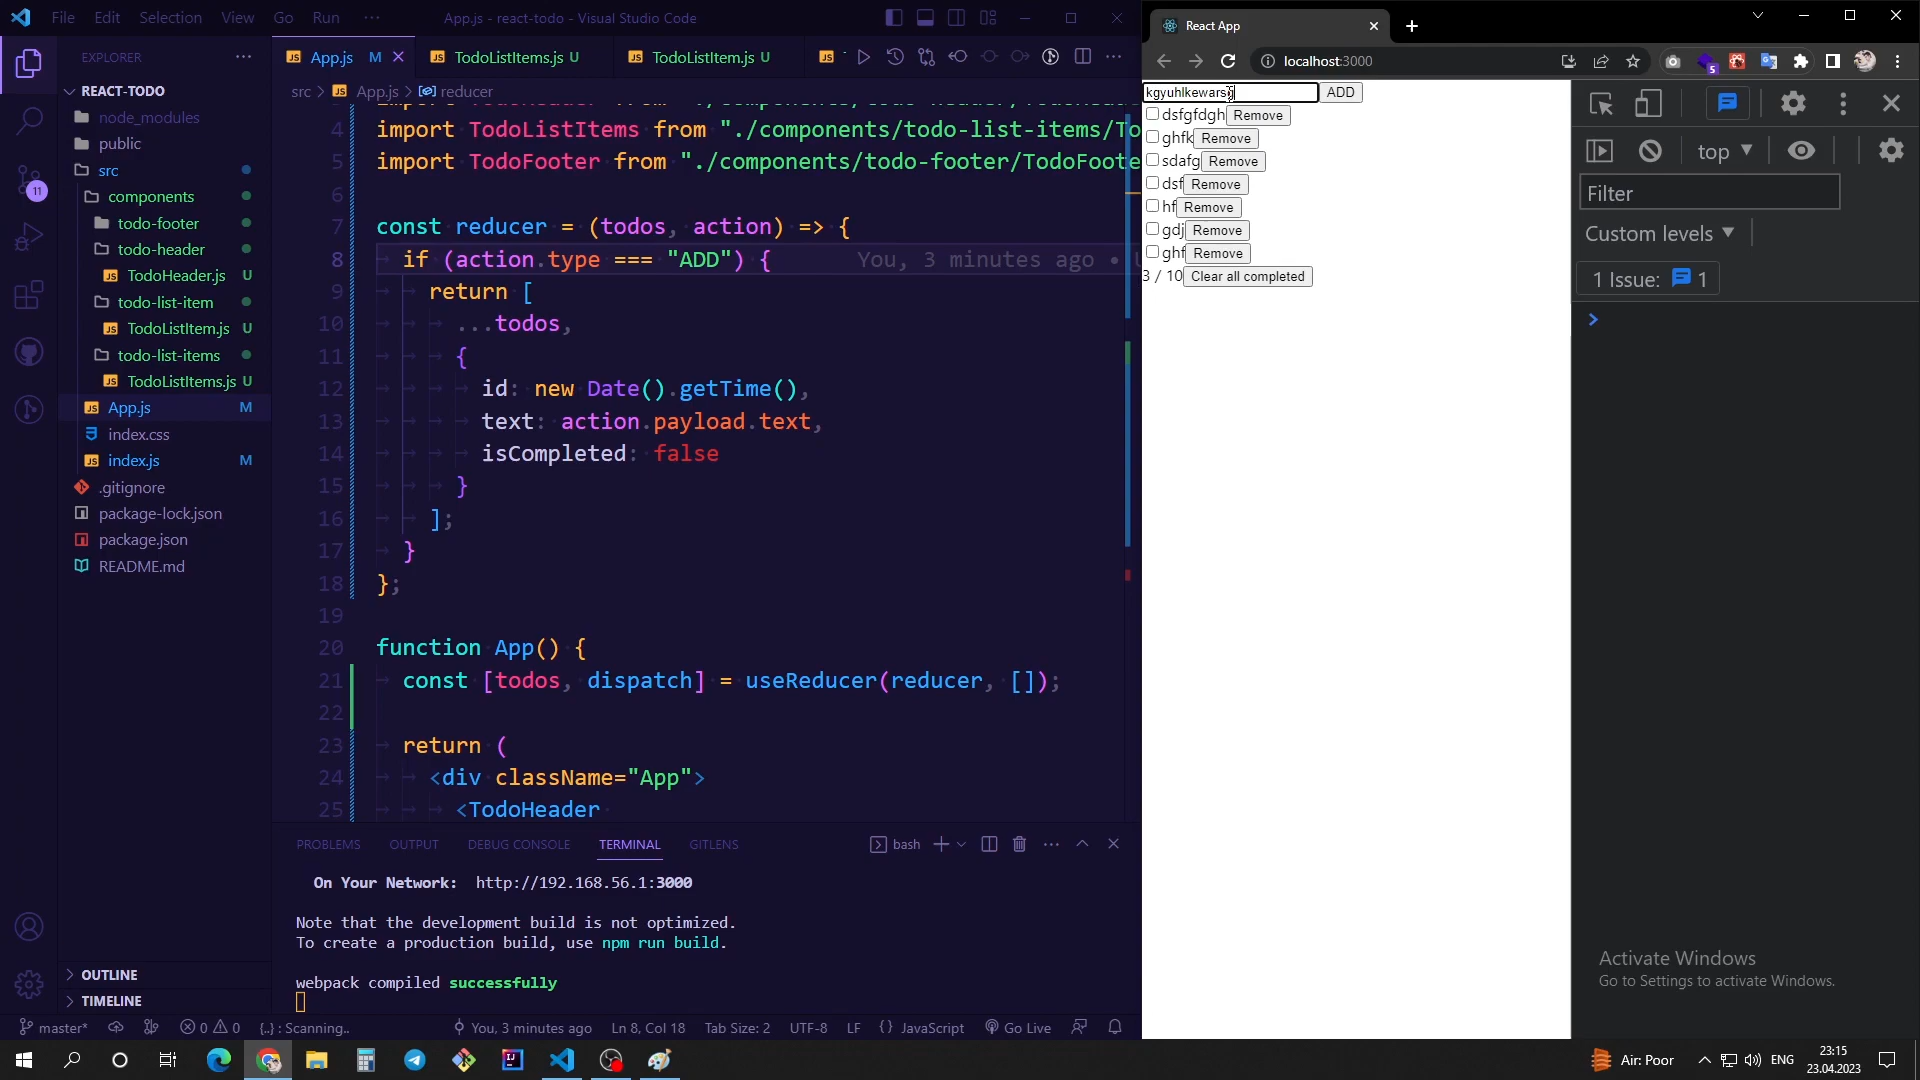 File Edit Selection View Go Run ··· App.js - react-todo - Visual Studio Code
EXPLORER ···
REACT-TODO
node_modules
public
src
components
todo-footer
todo-header
TodoHeader.js U
todo-list-item
TodoListItem.js U
todo-list-items
TodoListItems.js U
App.js M
index.css
index.js M
.gitignore
package-lock.json
package.json
README.md
OUTLINE
TIMELINE
11
App.js M
TodoListItems.js U
TodoListItem.js U
src > App.js > reducer
4 import TodoListItems from "./components/todo-list-items/To
5 import TodoFooter from "./components/todo-footer/TodoFoote
6
7 const reducer = (todos, action) => {
8 if (action.type === "ADD") { You, 3 minutes ago •
9 return [
10 ...todos,
11 {
12 id: new Date().getTime(),
13 text: action.payload.text,
14 isCompleted: false
15 }
16 ];
17 }
18 };
19
20 function App() {
21 const [todos, dispatch] = useReducer(reducer, []);
22
23 return (
24 <div className="App">
25 <TodoHeader
PROBLEMS OUTPUT DEBUG CONSOLE TERMINAL GITLENS bash
On Your Network: http://192.168.56.1:3000
Note that the development build is not optimized.
To create a production build, use npm run build.
webpack compiled successfully
master* 0 0 {..} : Scanning.. You, 3 minutes ago Ln 8, Col 18 Tab Size: 2 UTF-8 LF {} JavaScript Go Live
React App
localhost:3000
5
ADD
dsfgfdgh Remove
ghfk Remove
sdafg Remove
dsf Remove
hf Remove
gdj Remove
ghf Remove
3 / 10 Clear all completed
top
Filter
Custom levels
1 Issue: 1
Activate Windows
Go to Settings to activate Windows.
Air: Poor ENG 23:15
23.04.2023